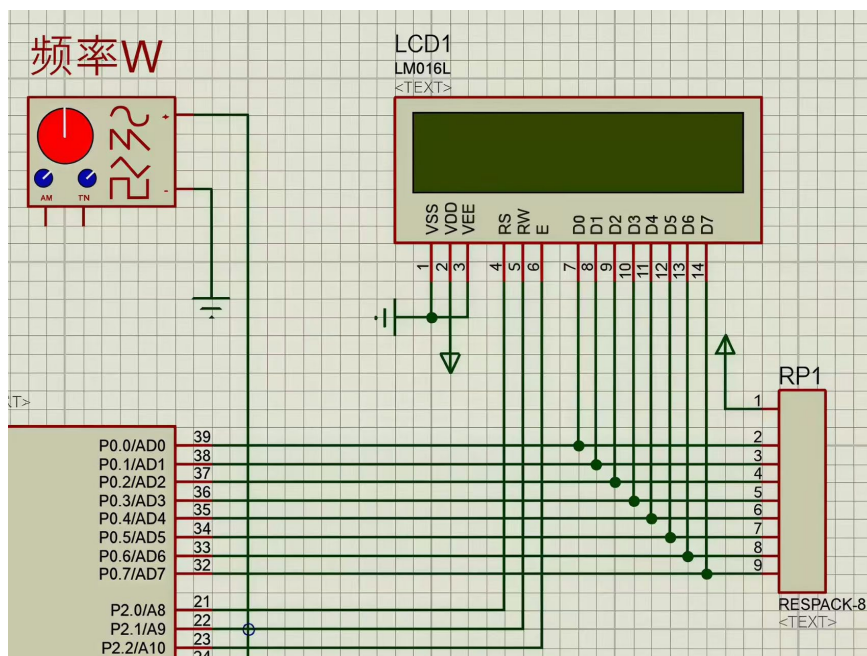 频率W
+
-
AM TN
LCD1
LM016L
<TEXT>
VSS
VDD
VEE
RS
RW
E
D0
D1
D2
D3
D4
D5
D6
D7
1
2
3
4
5
6
7
8
9
10
11
12
13
14
P0.0/AD0 39
P0.1/AD1 38
P0.2/AD2 37
P0.3/AD3 36
P0.4/AD4 35
P0.5/AD5 34
P0.6/AD6 33
P0.7/AD7 32
P2.0/A8 21
P2.1/A9 22
P2.2/A10 23
RP1
1
2
3
4
5
6
7
8
9
RESPACK-8
<TEXT>